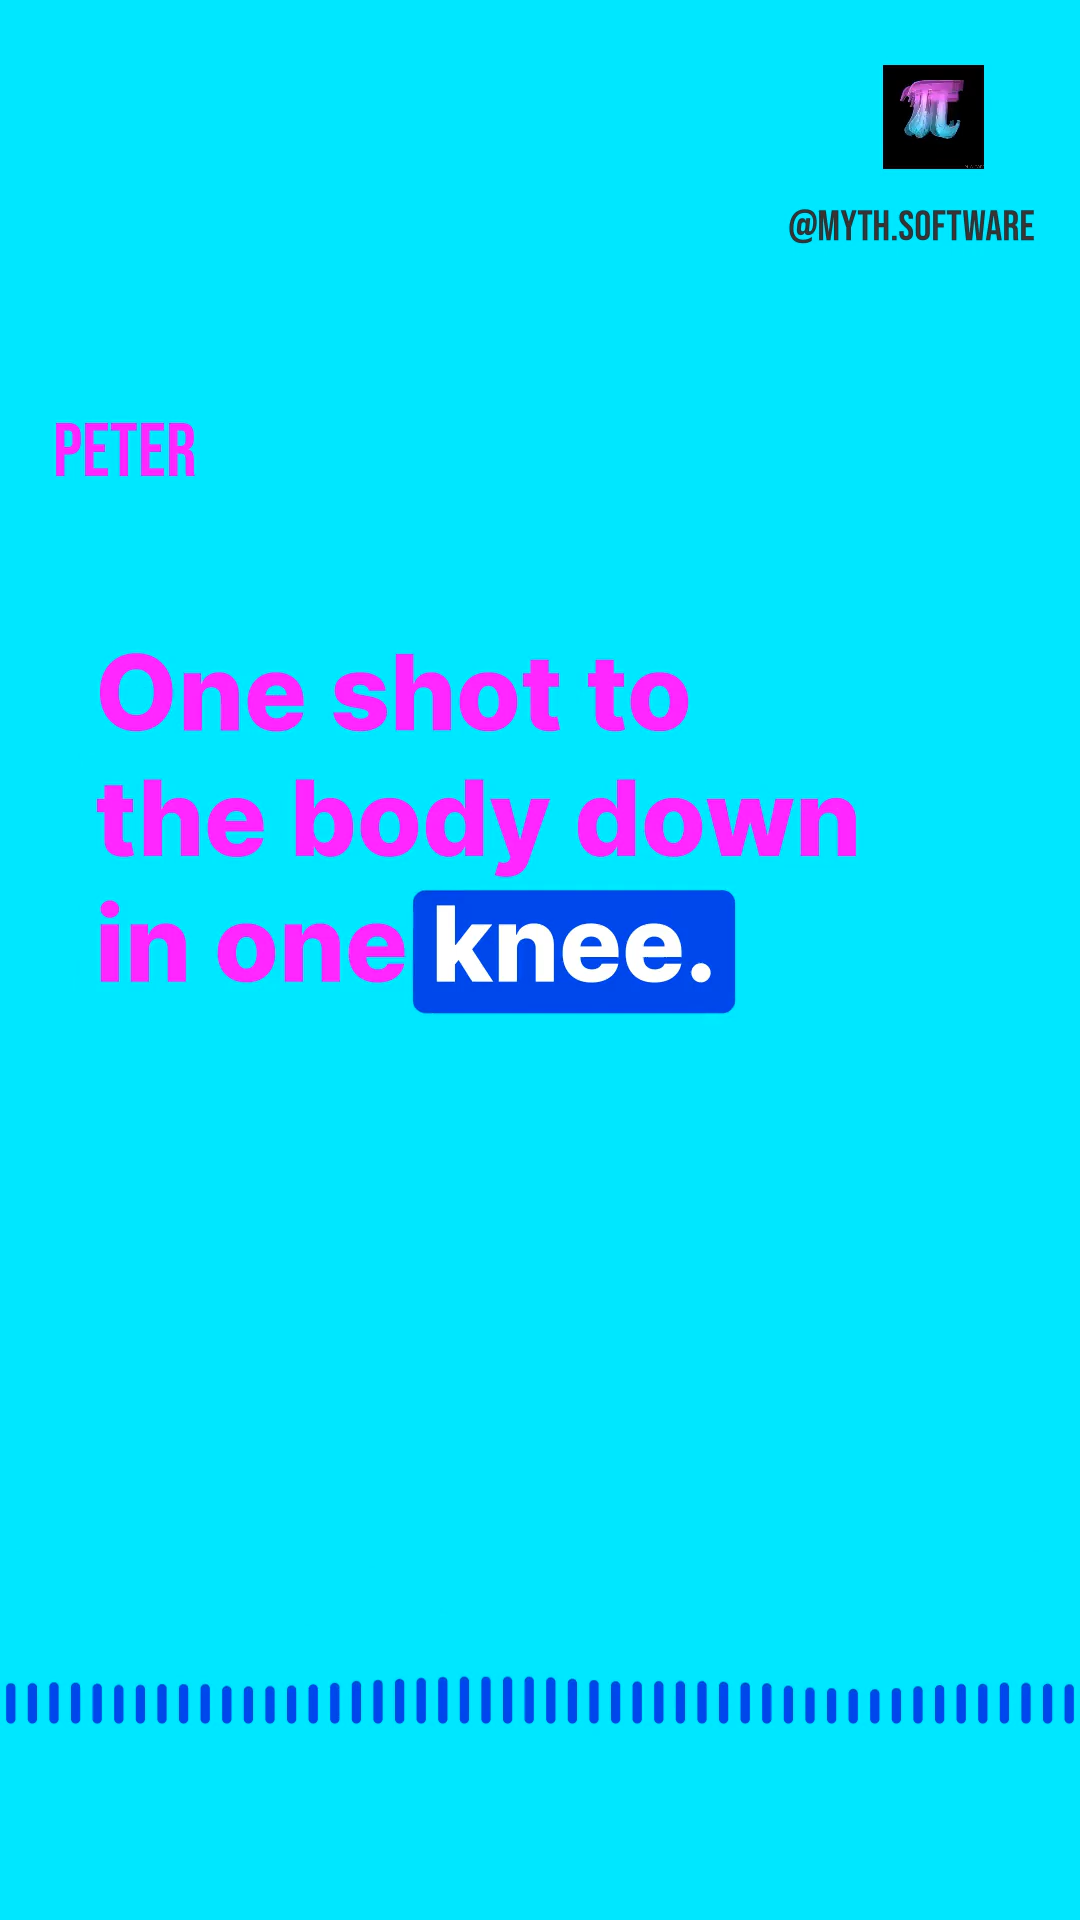 @MYTH.SOFTWARE
PETER
One shot to
the body down
in one knee.